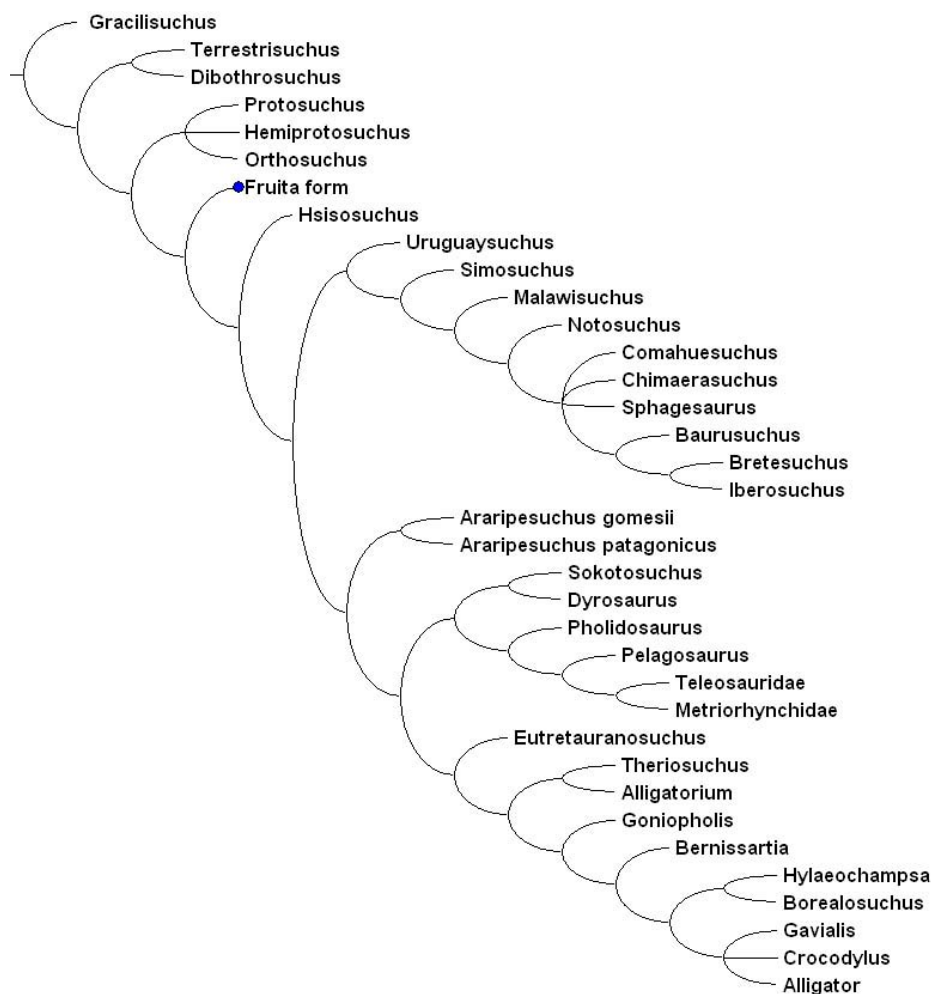 Gracilisuchus
Terrestrisuchus
Dibothrosuchus
Protosuchus
Hemiprotosuchus
Orthosuchus
Fruita form
Hsisosuchus
Uruguaysuchus
Simosuchus
Malawisuchus
Notosuchus
Comahuesuchus
Chimaerasuchus
Sphagesaurus
Baurusuchus
Bretesuchus
Iberosuchus
Araripesuchus gomesii
Araripesuchus patagonicus
Sokotosuchus
Dyrosaurus
Pholidosaurus
Pelagosaurus
Teleosauridae
Metriorhynchidae
Eutretauranosuchus
Theriosuchus
Alligatorium
Goniopholis
Bernissartia
Hylaeochampsa
Borealosuchus
Gavialis
Crocodylus
Alligator